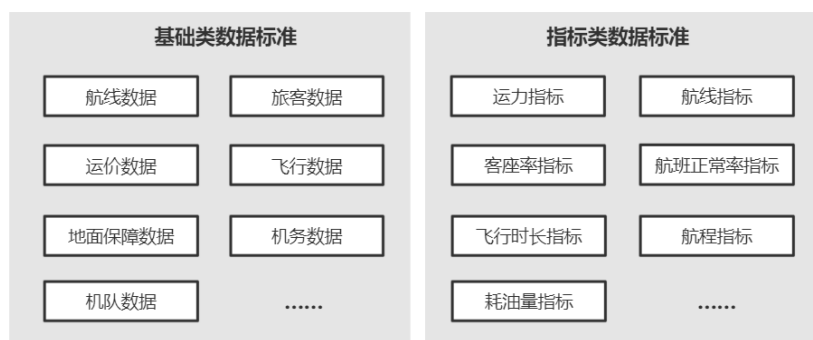 基础类数据标准
航线数据
旅客数据
运价数据
飞行数据
地面保障数据
机务数据
机队数据
……
指标类数据标准
运力指标
航线指标
客座率指标
航班正常率指标
飞行时长指标
航程指标
耗油量指标
……